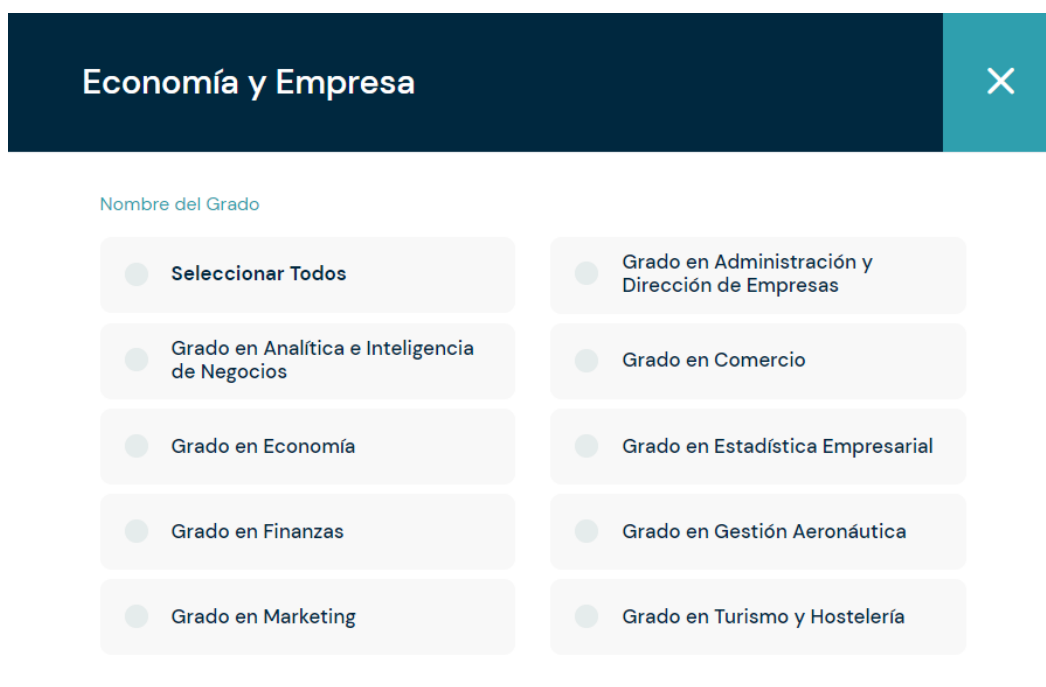 Economía y Empresa
Nombre del Grado
Seleccionar Todos
Grado en Administración y
Dirección de Empresas
Grado en Analítica e Inteligencia
de Negocios
Grado en Comercio
Grado en Economía
Grado en Estadística Empresarial
Grado en Finanzas
Grado en Gestión Aeronáutica
Grado en Marketing
Grado en Turismo y Hostelería